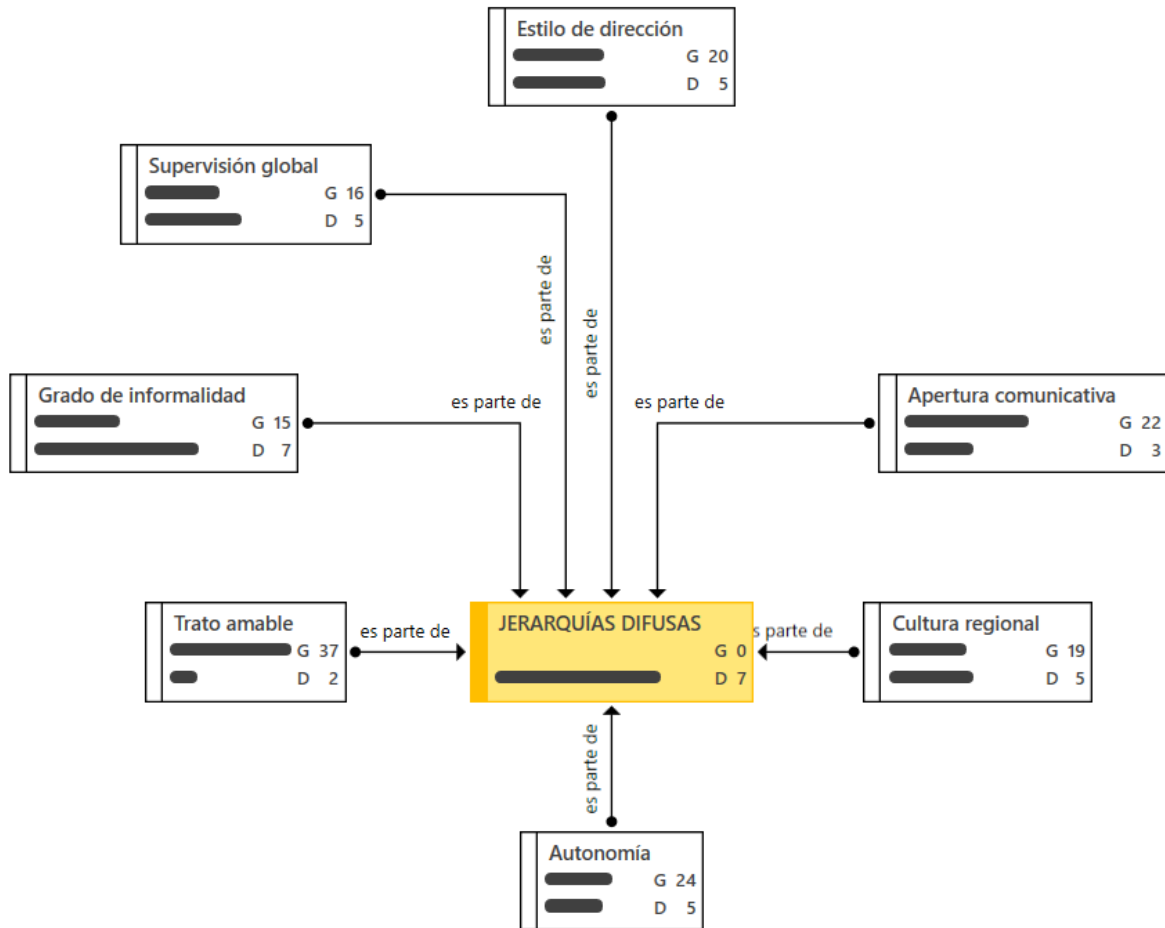 Estilo de dirección
G 20
D 5
Supervisión global
G 16
D 5
es parte de
es parte de
Grado de informalidad
G 15
D 7
es parte de
es parte de
Apertura comunicativa
G 22
D 3
Trato amable
G 37
D 2
es parte de
JERARQUÍAS DIFUSAS
G 0
D 7
s parte de
Cultura regional
G 19
D 5
es parte de
Autonomía
G 24
D 5